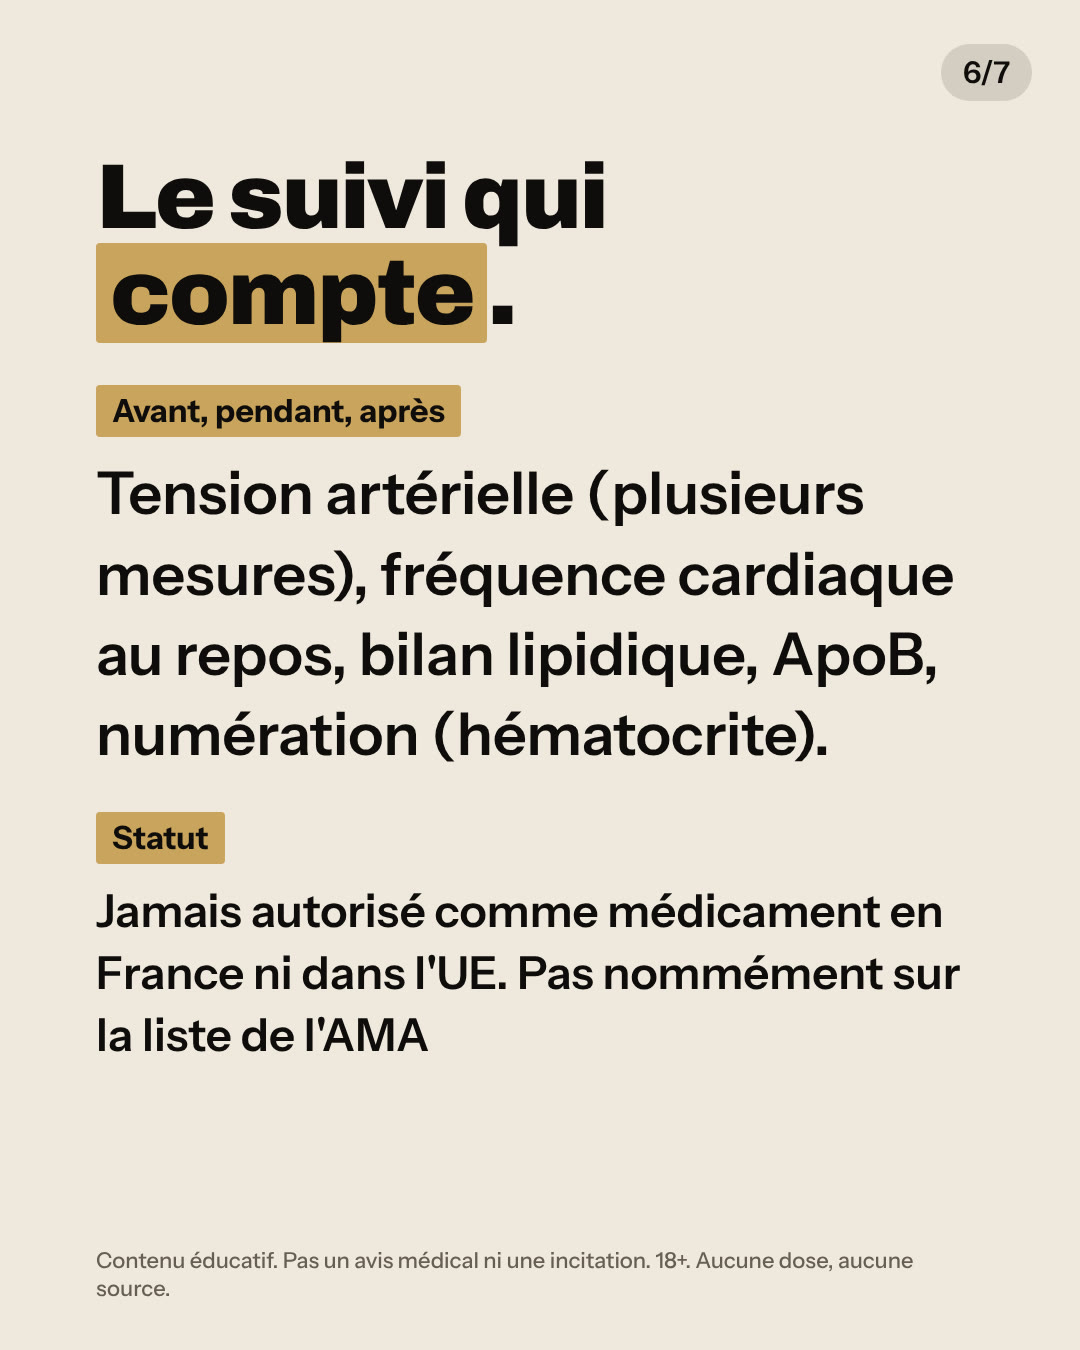 6/7
Le suivi qui
compte.
Avant, pendant, après
Tension artérielle (plusieurs
mesures), fréquence cardiaque
au repos, bilan lipidique, ApoB,
numération (hématocrite).
Statut
Jamais autorisé comme médicament en
France ni dans l'UE. Pas nommément sur
la liste de l'AMA
Contenu éducatif. Pas un avis médical ni une incitation. 18+. Aucune dose, aucune
source.